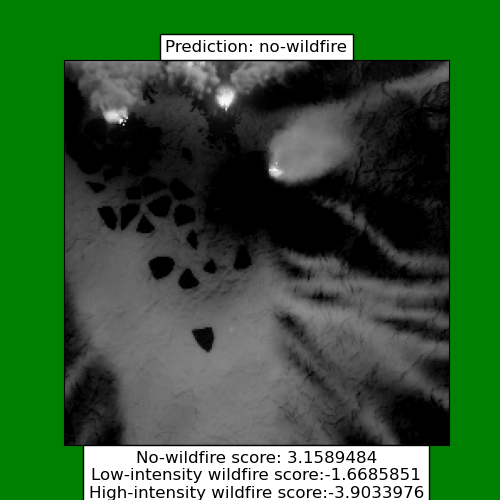 Prediction: no-wildfire
No-wildfire score: 3.1589484
Low-intensity wildfire score:-1.6685851
High-intensity wildfire score:-3.9033976